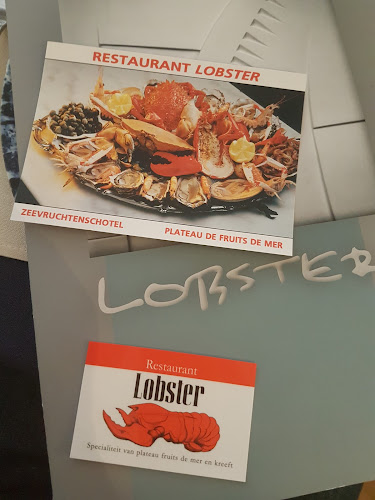 RESTAURANT LOBSTER
ZEEVRUCHTENSCHOTEL
PLATEAU DE FRUITS DE MER
LOBSTER
Restaurant
Lobster
Specialiteit van plateau fruits de mer en kreeft